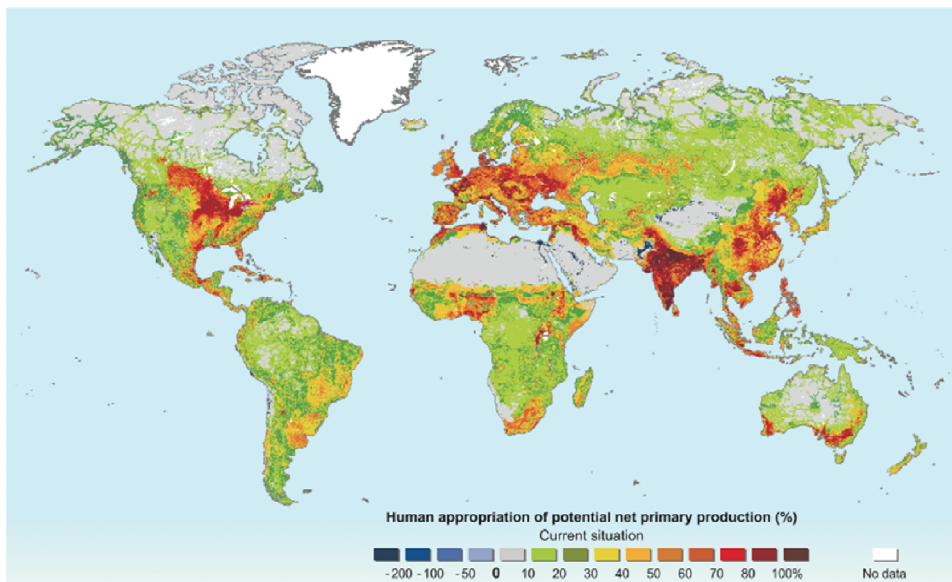 Human appropriation of potential net primary production (%)
Current situation
-200 -100 -50 0 10 20 30 40 50 60 70 80 100% No data